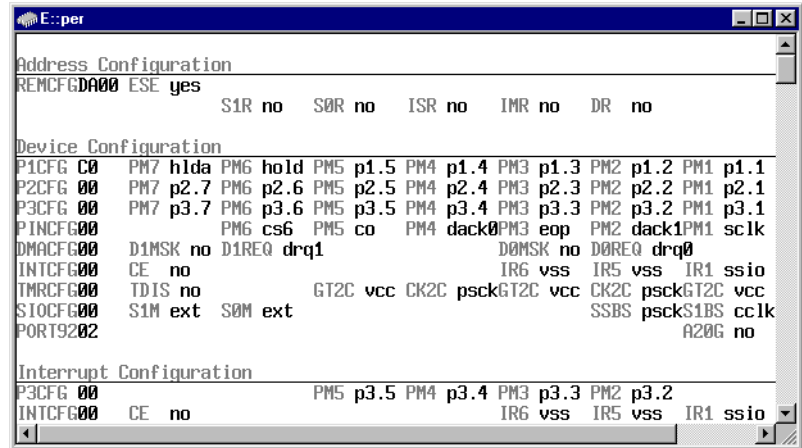 E::per
Address Configuration
REMCFGDA00 ESE yes
S1R no S0R no ISR no IMR no DR no
Device Configuration
P1CFG C0 PM7 hlda PM6 hold PM5 p1.5 PM4 p1.4 PM3 p1.3 PM2 p1.2 PM1 p1.1
P2CFG 00 PM7 p2.7 PM6 p2.6 PM5 p2.5 PM4 p2.4 PM3 p2.3 PM2 p2.2 PM1 p2.1
P3CFG 00 PM7 p3.7 PM6 p3.6 PM5 p3.5 PM4 p3.4 PM3 p3.3 PM2 p3.2 PM1 p3.1
PINCFG00 PM6 cs6 PM5 co PM4 dack0PM3 eop PM2 dack1PM1 sclk
DMACFG00 D1MSK no D1REQ drq1 D0MSK no D0REQ drq0
INTCFG00 CE no IR6 vss IR5 vss IR1 ssio
TMRCFG00 TDIS no GT2C vcc CK2C psckGT2C vcc CK2C psckGT2C vcc
SIOCFG00 S1M ext S0M ext SSBS psckS1BS cclk
PORT9202 A20G no
Interrupt Configuration
P3CFG 00 PM5 p3.5 PM4 p3.4 PM3 p3.3 PM2 p3.2
INTCFG00 CE no IR6 vss IR5 vss IR1 ssio